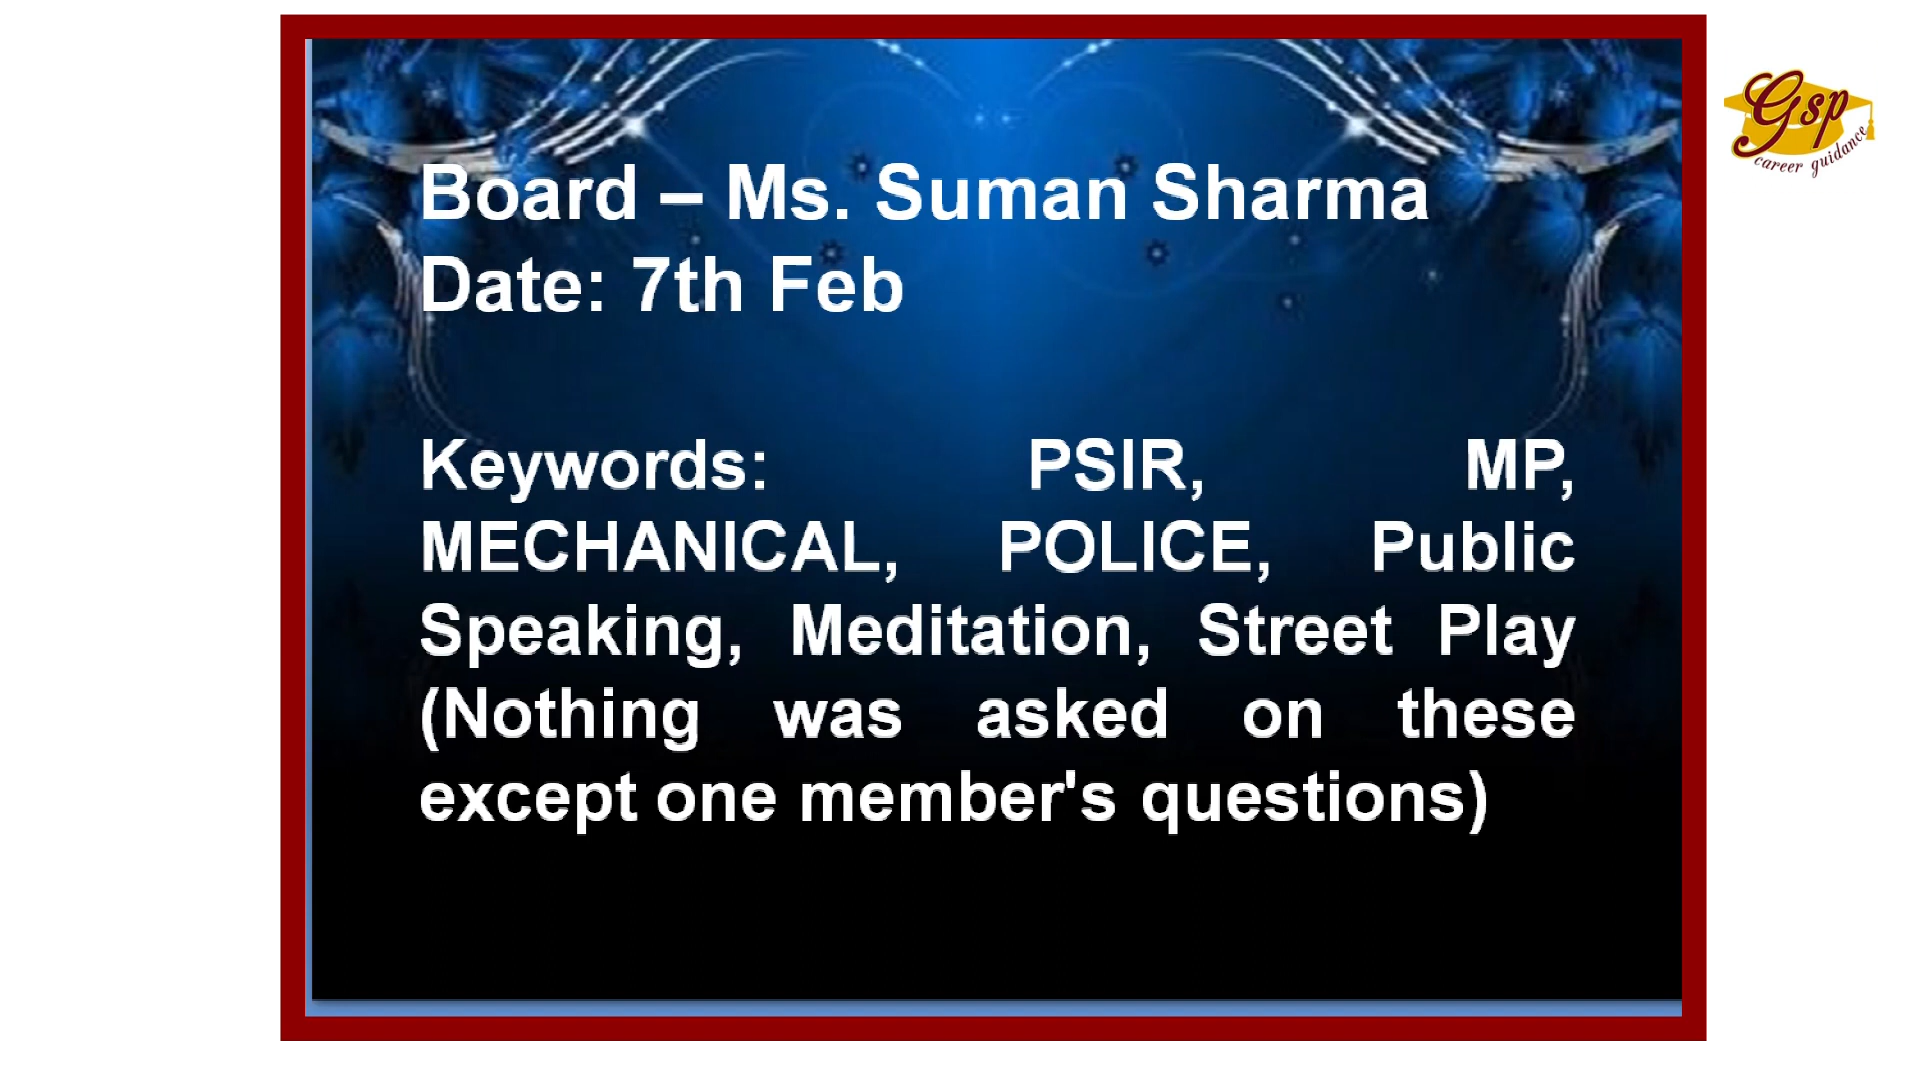 Board – Ms. Suman Sharma
Date: 7th Feb
Keywords: PSIR, MP,
MECHANICAL, POLICE, Public
Speaking, Meditation, Street Play
(Nothing was asked on these
except one member's questions)
Gsp
career guidance